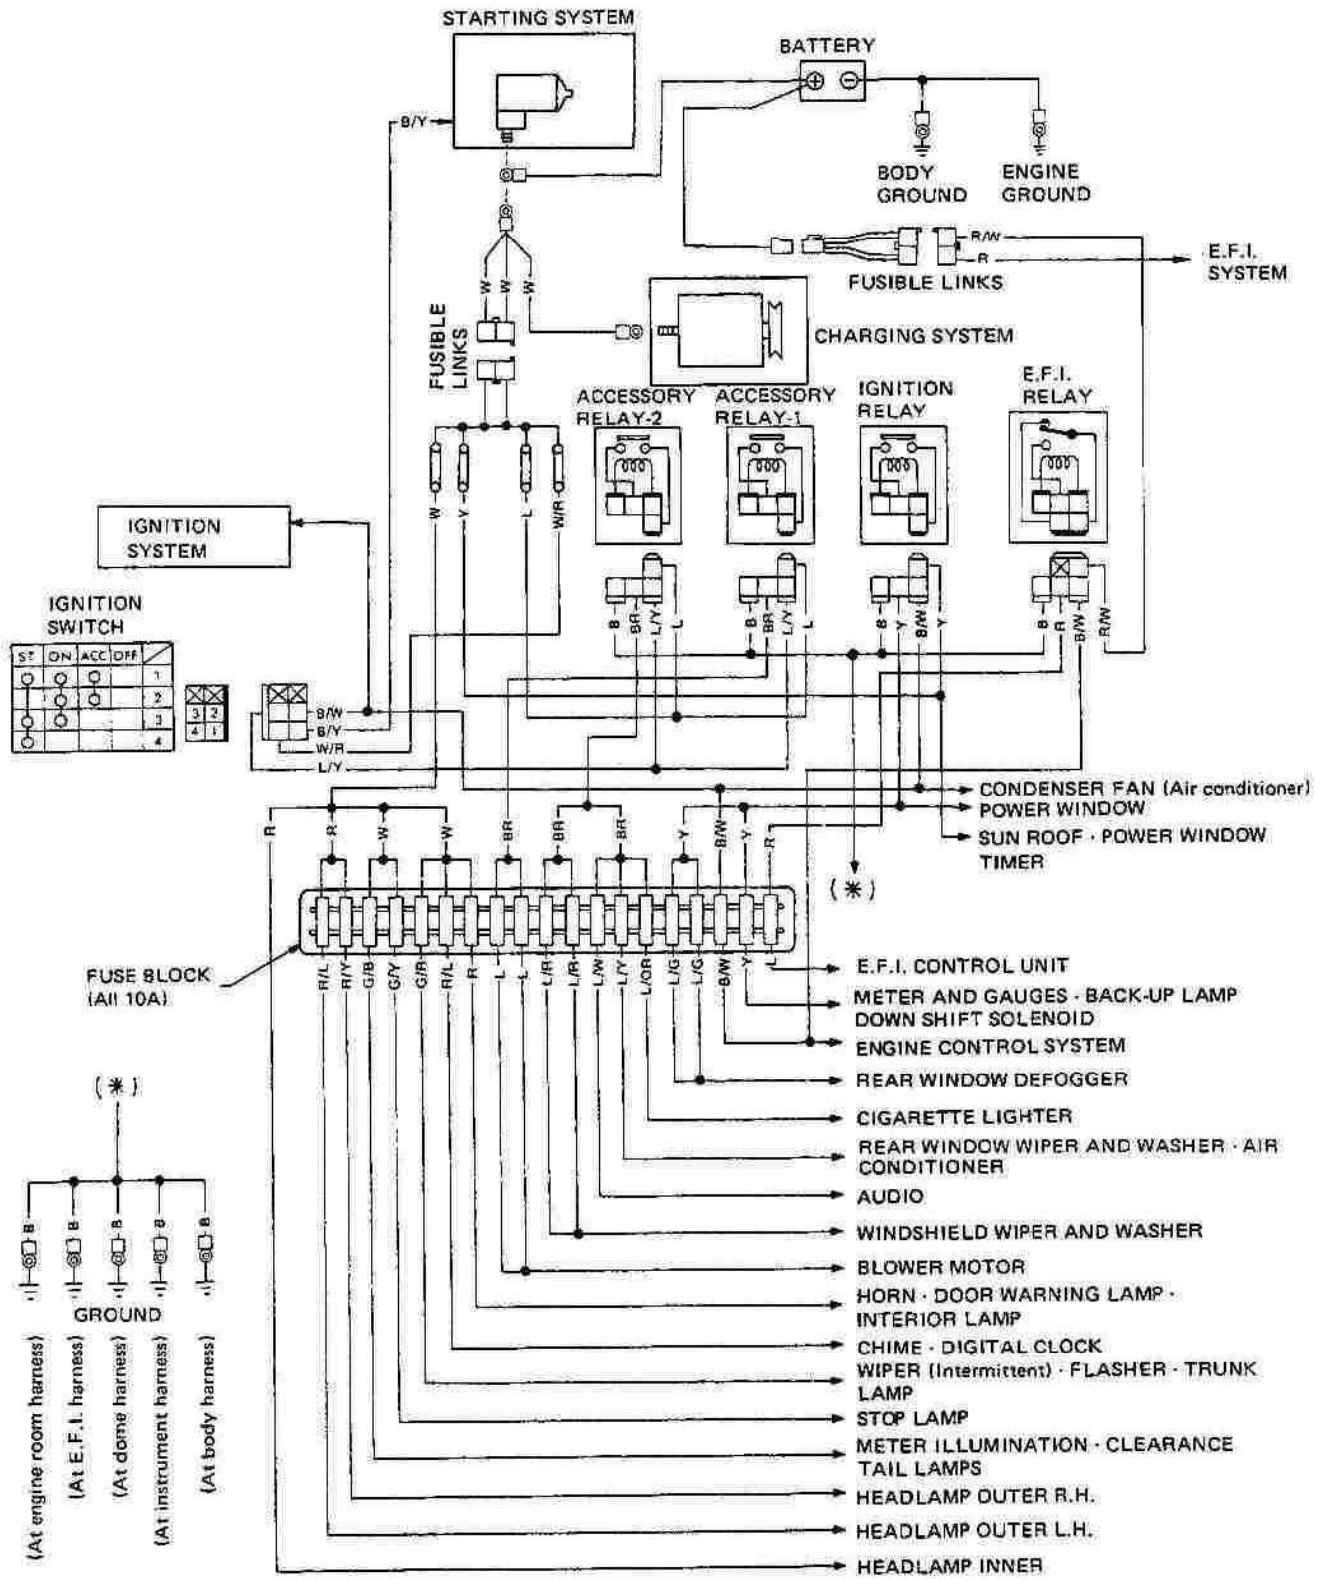 STARTING SYSTEM
BATTERY
B/Y
BODY
GROUND
ENGINE
GROUND
R/W
R
E.F.I.
SYSTEM
FUSIBLE LINKS
W
W
W
FUSIBLE
LINKS
CHARGING SYSTEM
ACCESSORY
RELAY-2
ACCESSORY
RELAY-1
IGNITION
RELAY
E.F.I.
RELAY
W
Y
L
W/R
IGNITION
SYSTEM
IGNITION
SWITCH
ST ON ACC OFF
1
2
3
4
3 2
4 1
B/W
B/Y
W/R
L/Y
B BR L/Y L
B BR L/Y L
B Y B/W Y
B R B/W R/W
CONDENSER FAN (Air conditioner)
POWER WINDOW
SUN ROOF · POWER WINDOW
TIMER
R R W W BR BR BR Y B/W Y R
(*)
FUSE BLOCK
(All 10A)
R/L R/Y G/B G/Y G/R R/L R L L L/R L/R L/W L/Y L/OR L/G L/G B/W Y L
E.F.I. CONTROL UNIT
METER AND GAUGES · BACK-UP LAMP
DOWN SHIFT SOLENOID
ENGINE CONTROL SYSTEM
REAR WINDOW DEFOGGER
CIGARETTE LIGHTER
REAR WINDOW WIPER AND WASHER · AIR
CONDITIONER
AUDIO
WINDSHIELD WIPER AND WASHER
BLOWER MOTOR
HORN · DOOR WARNING LAMP ·
INTERIOR LAMP
CHIME · DIGITAL CLOCK
WIPER (Intermittent) · FLASHER · TRUNK
LAMP
STOP LAMP
METER ILLUMINATION · CLEARANCE
TAIL LAMPS
HEADLAMP OUTER R.H.
HEADLAMP OUTER L.H.
HEADLAMP INNER
(*)
B B B B B
GROUND
(At engine room harness)
(At E.F.I. harness)
(At dome harness)
(At instrument harness)
(At body harness)